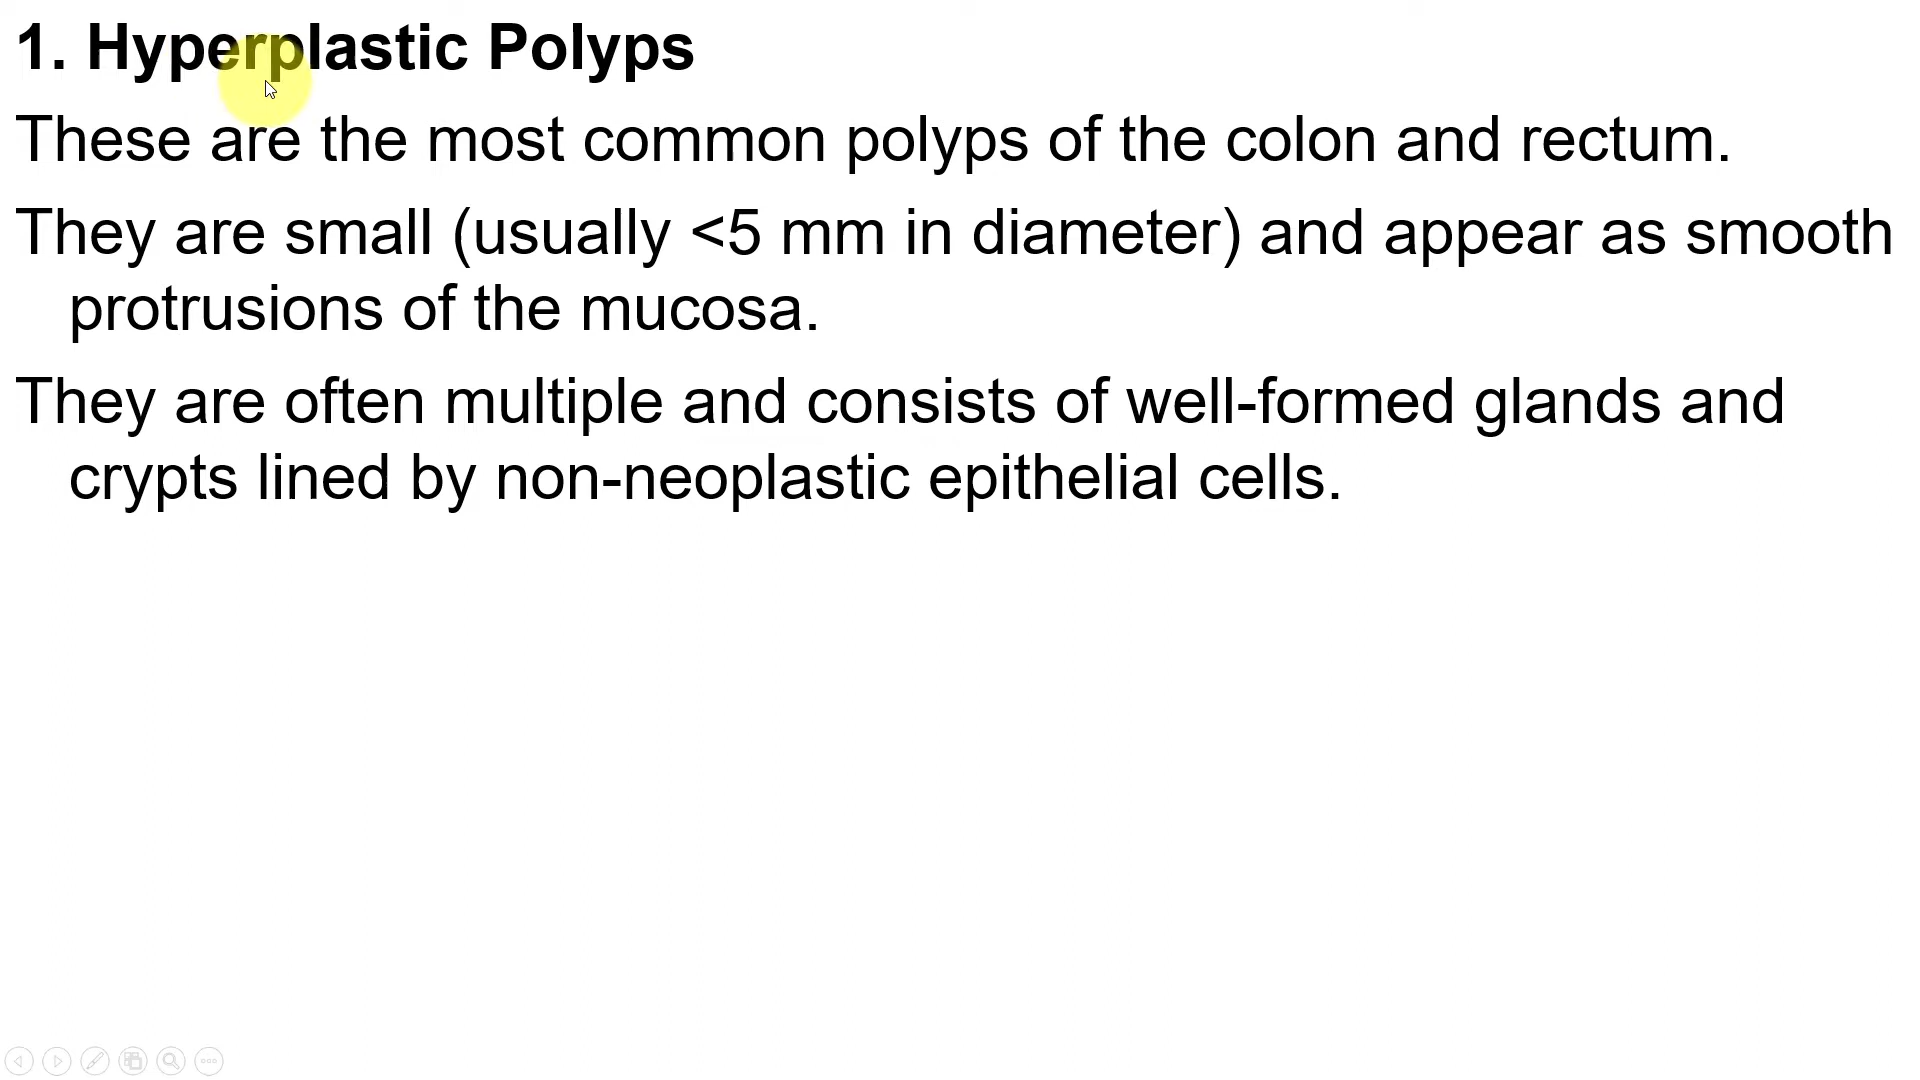 1. Hyperplastic Polyps
These are the most common polyps of the colon and rectum.
They are small (usually <5 mm in diameter) and appear as smooth
protrusions of the mucosa.
They are often multiple and consists of well-formed glands and
crypts lined by non-neoplastic epithelial cells.